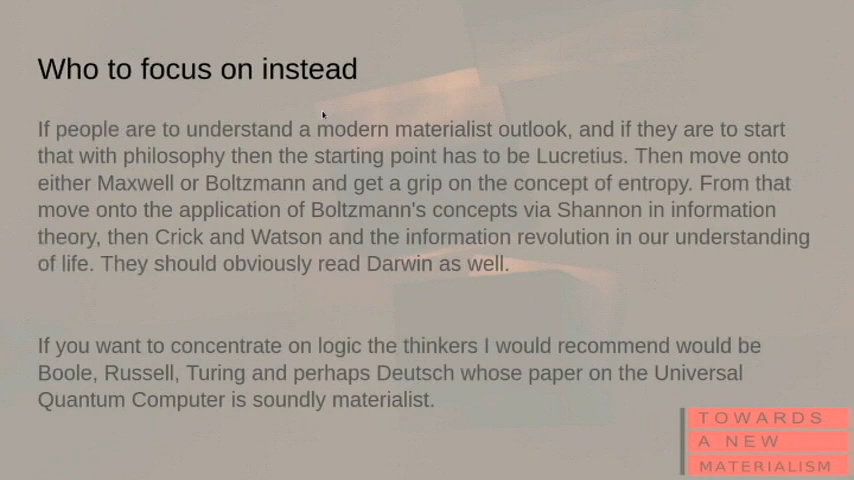 Who to focus on instead
If people are to understand a modern materialist outlook, and if they are to start
that with philosophy then the starting point has to be Lucretius. Then move onto
either Maxwell or Boltzmann and get a grip on the concept of entropy. From that
move onto the application of Boltzmann's concepts via Shannon in information
theory, then Crick and Watson and the information revolution in our understanding
of life. They should obviously read Darwin as well.
If you want to concentrate on logic the thinkers I would recommend would be
Boole, Russell, Turing and perhaps Deutsch whose paper on the Universal
Quantum Computer is soundly materialist.
TOWARDS
A NEW
MATERIALISM